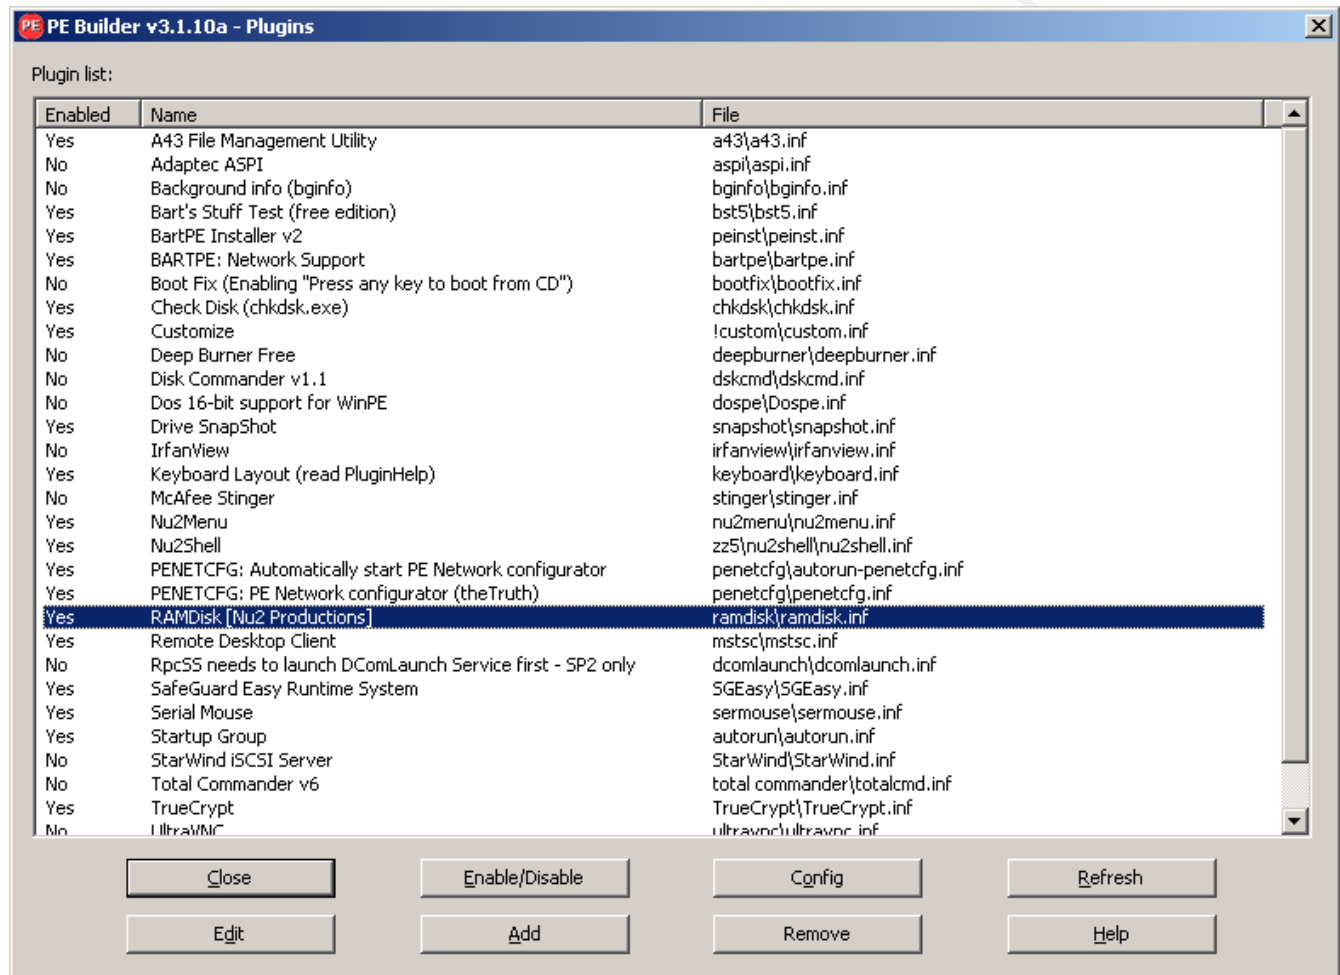 PE PE Builder v3.1.10a - Plugins
Plugin list:
Enabled Name File
Yes A43 File Management Utility a43\a43.inf
No Adaptec ASPI aspi\aspi.inf
No Background info (bginfo) bginfo\bginfo.inf
Yes Bart's Stuff Test (free edition) bst5\bst5.inf
Yes BartPE Installer v2 peinst\peinst.inf
Yes BARTPE: Network Support bartpe\bartpe.inf
No Boot Fix (Enabling "Press any key to boot from CD") bootfix\bootfix.inf
Yes Check Disk (chkdsk.exe) chkdsk\chkdsk.inf
Yes Customize !custom\custom.inf
No Deep Burner Free deepburner\deepburner.inf
No Disk Commander v1.1 dskcmd\dskcmd.inf
No Dos 16-bit support for WinPE dospe\Dospe.inf
Yes Drive SnapShot snapshot\snapshot.inf
No IrfanView irfanview\irfanview.inf
Yes Keyboard Layout (read PluginHelp) keyboard\keyboard.inf
No McAfee Stinger stinger\stinger.inf
Yes Nu2Menu nu2menu\nu2menu.inf
Yes Nu2Shell zz5\nu2shell\nu2shell.inf
Yes PENETCFG: Automatically start PE Network configurator penetcfg\autorun-penetcfg.inf
Yes PENETCFG: PE Network configurator (theTruth) penetcfg\penetcfg.inf
Yes RAMDisk [Nu2 Productions] ramdisk\ramdisk.inf
Yes Remote Desktop Client mstsc\mstsc.inf
No RpcSS needs to launch DComLaunch Service first - SP2 only dcomlaunch\dcomlaunch.inf
Yes SafeGuard Easy Runtime System SGEasy\SGEasy.inf
Yes Serial Mouse sermouse\sermouse.inf
Yes Startup Group autorun\autorun.inf
No StarWind iSCSI Server StarWind\StarWind.inf
No Total Commander v6 total commander\totalcmd.inf
Yes TrueCrypt TrueCrypt\TrueCrypt.inf
No UltraVNC ultravnc\ultravnc.inf
Close Enable/Disable Config Refresh
Edit Add Remove Help